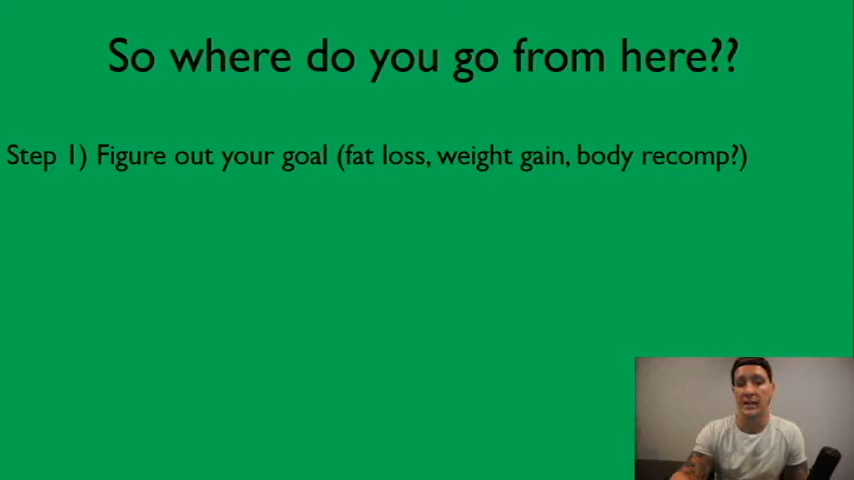 So where do you go from here??
Step 1) Figure out your goal (fat loss, weight gain, body recomp?)